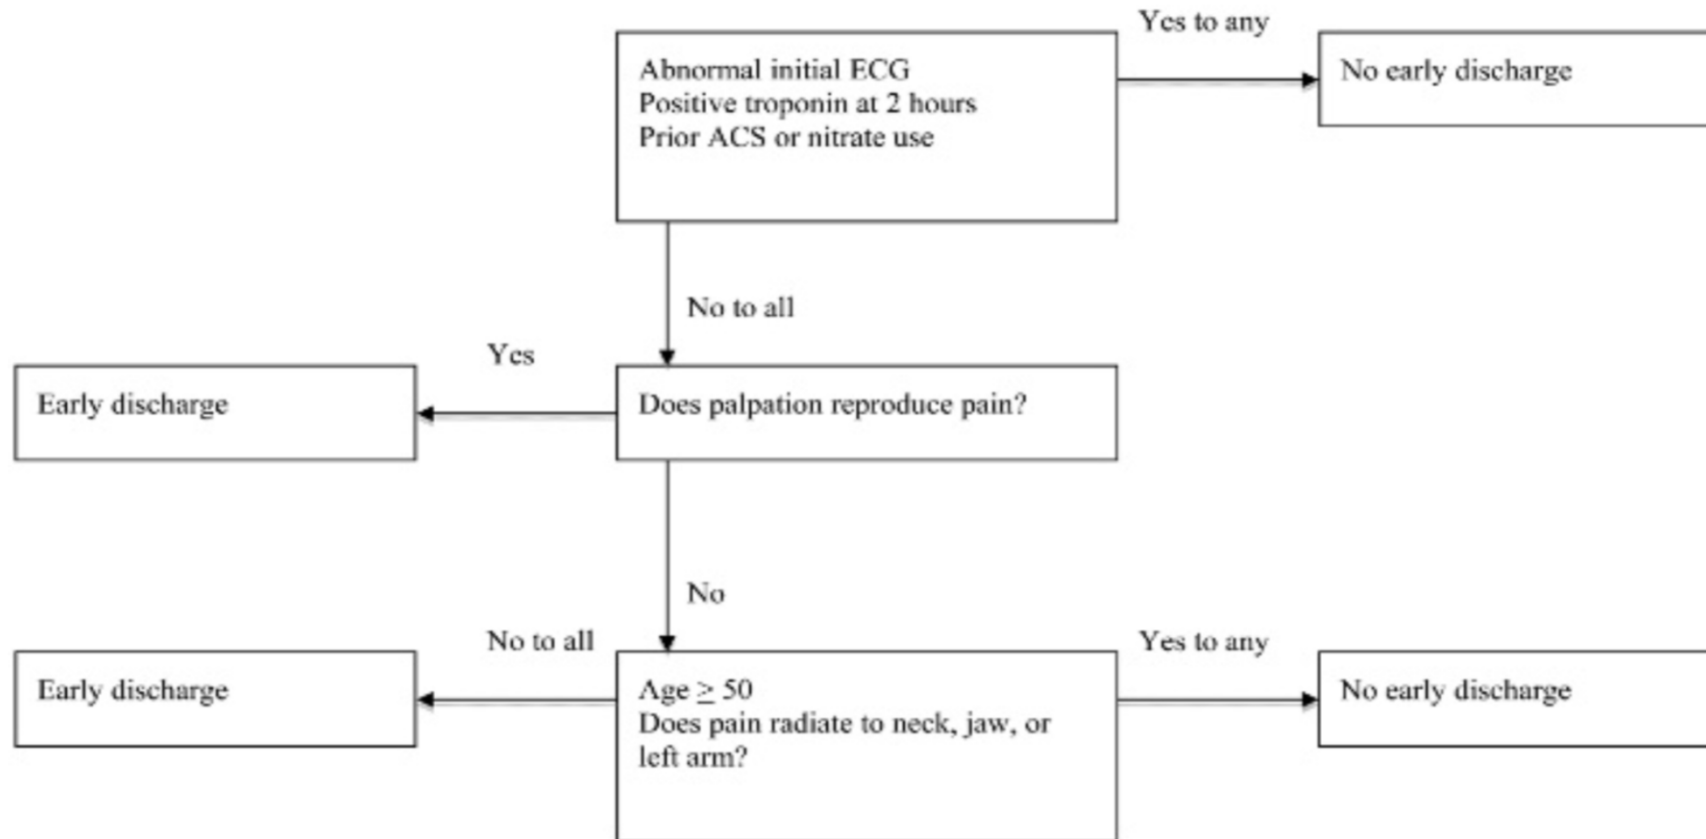 Yes to any
Abnormal initial ECG
Positive troponin at 2 hours
Prior ACS or nitrate use
No early discharge
No to all
Yes
Early discharge
Does palpation reproduce pain?
No
No to all
Yes to any
Early discharge
Age ≥ 50
Does pain radiate to neck, jaw, or
left arm?
No early discharge